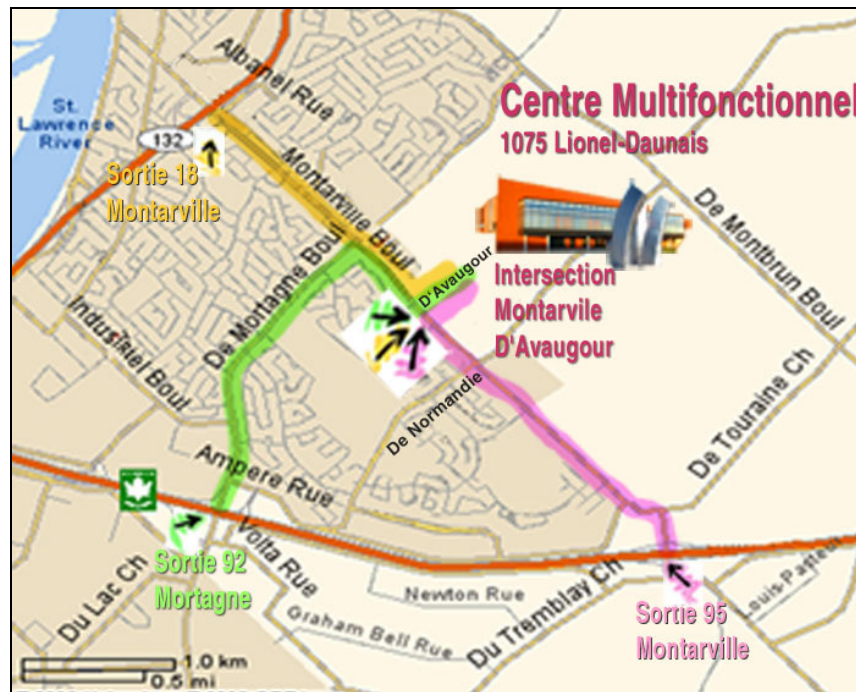 Albanel Rue
St.
Lawrence
River
132
Sortie 18
Montarville
Montarville Boul
Centre Multifonctionnel
1075 Lionel-Daunais
De Montbrun Boul
De Mortagne Boul
D'Avaugour
Intersection
Montarvile
D'Avaugour
Industriel Boul
De Normandie
De Touraine Ch
Ampere Rue
Sortie 92
Mortagne
Volta Rue
Du Lac Ch
Newton Rue
Graham Bell Rue
Du Tremblay Ch
Louis-Pasteur
Sortie 95
Montarville
1.0 km
0.5 mi